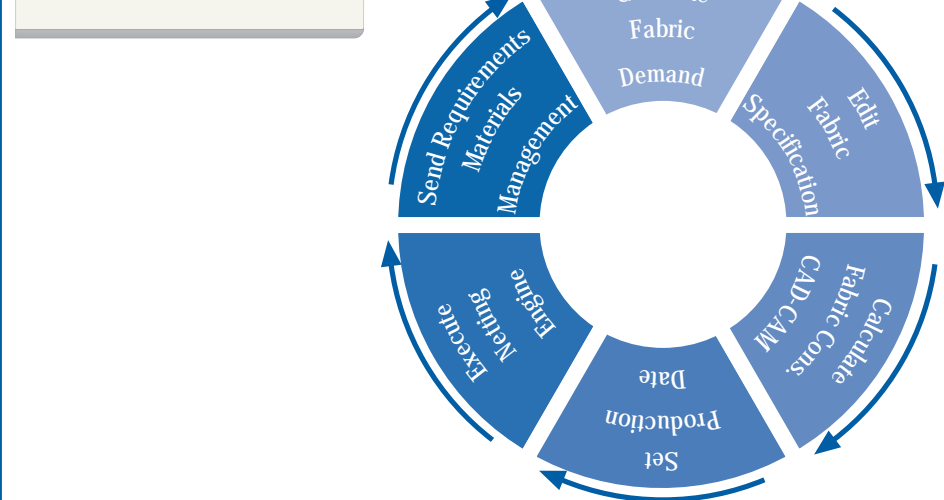 Fabric
Demand
Edit
Fabric
Specification
Calculate
Fabric Cons.
CAD-CAM
Set
Production
Date
Execute
Netting
Engine
Send Requirements
Materials
Management